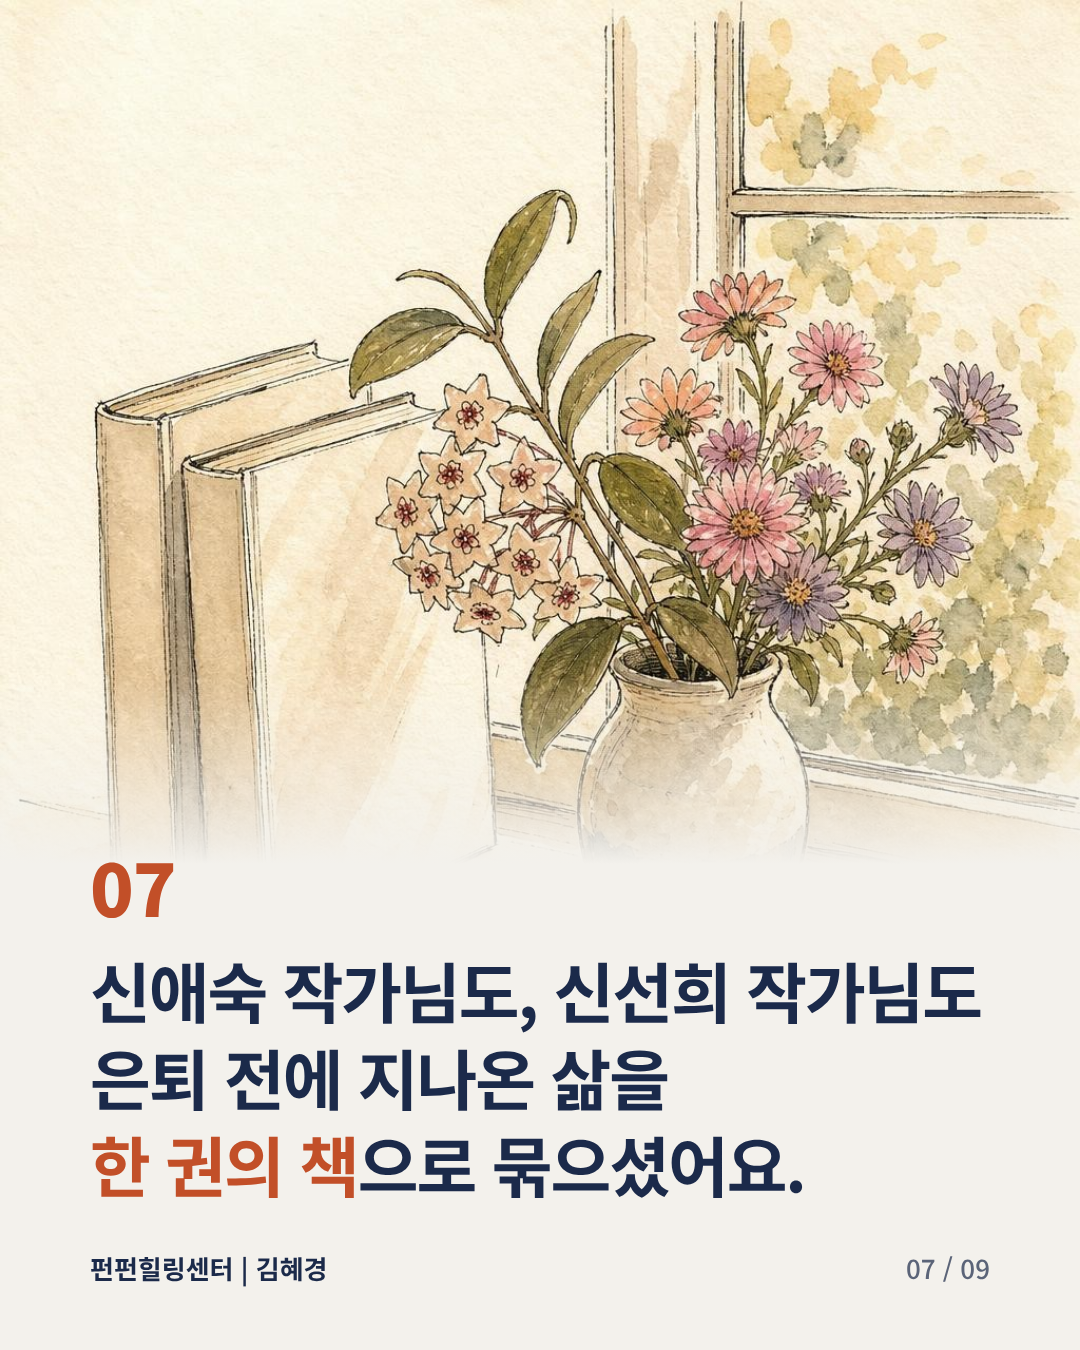 07
신애숙 작가님도, 신선희 작가님도
은퇴 전에 지나온 삶을
한 권의 책으로 묶으셨어요.
펀펀힐링센터 | 김혜경
07 / 09